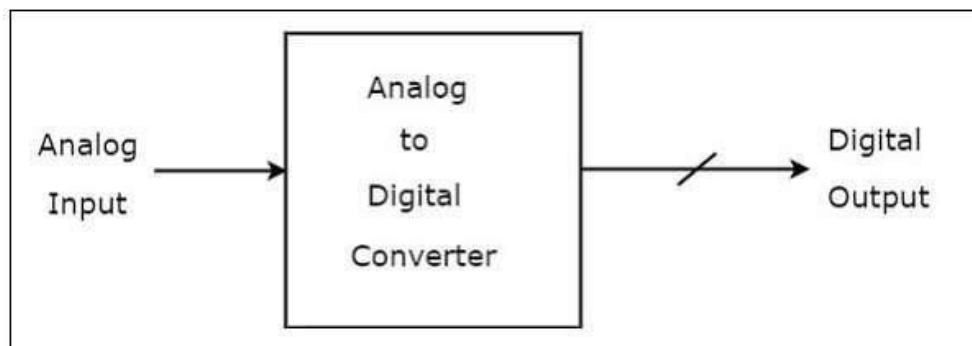 Analog
Input
Analog
to
Digital
Converter
Digital
Output